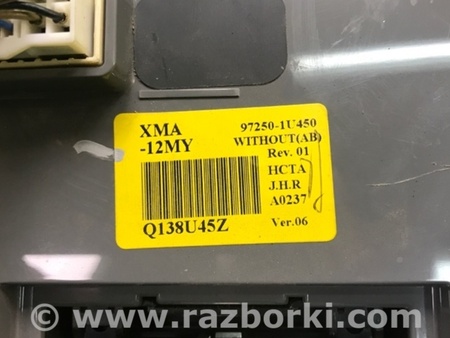 XMA
-12MY
97250-1U450
WITHOUT(AB)
Rev. 01
HCTA
J.H.R
A0237
Q138U45Z
Ver.06
© www.razborki.com